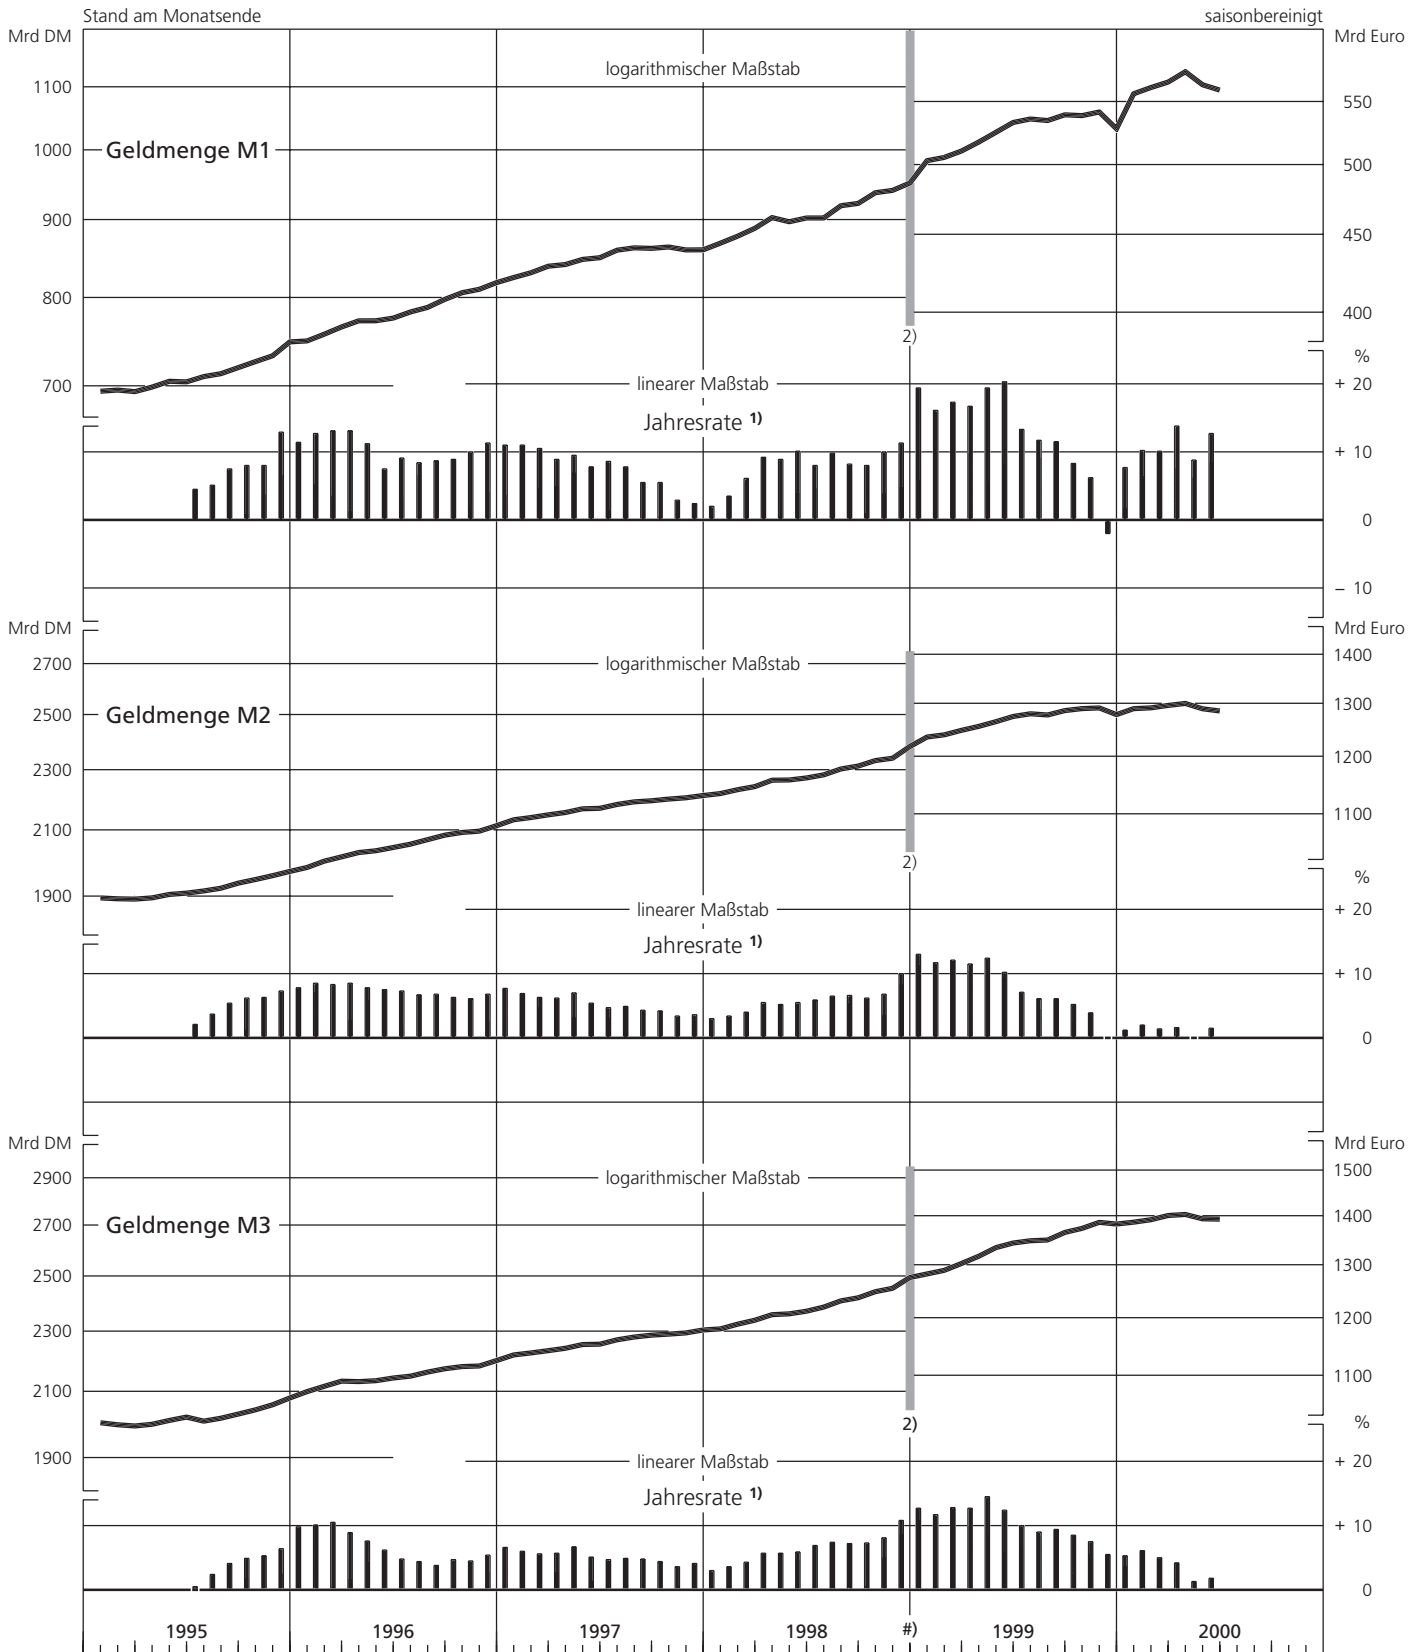 Stand am Monatsende saisonbereinigt
Mrd DM Mrd Euro
logarithmischer Maßstab
1100
550
Geldmenge M1
1000
500
900
450
800
400
2)
%
700 linearer Maßstab + 20
Jahresrate 1)
+ 10
0
– 10
Mrd DM Mrd Euro
2700 logarithmischer Maßstab 1400
1300
2500 Geldmenge M2
2300
1200
2100
1100
2)
%
1900
linearer Maßstab + 20
Jahresrate 1)
+ 10
0
Mrd DM Mrd Euro
2900 logarithmischer Maßstab 1500
1400
2700 Geldmenge M3
2500
1300
2300
1200
2100
1100
2)
%
1900 linearer Maßstab + 20
Jahresrate 1)
+ 10
0
1995 1996 1997 1998 #) 1999 2000